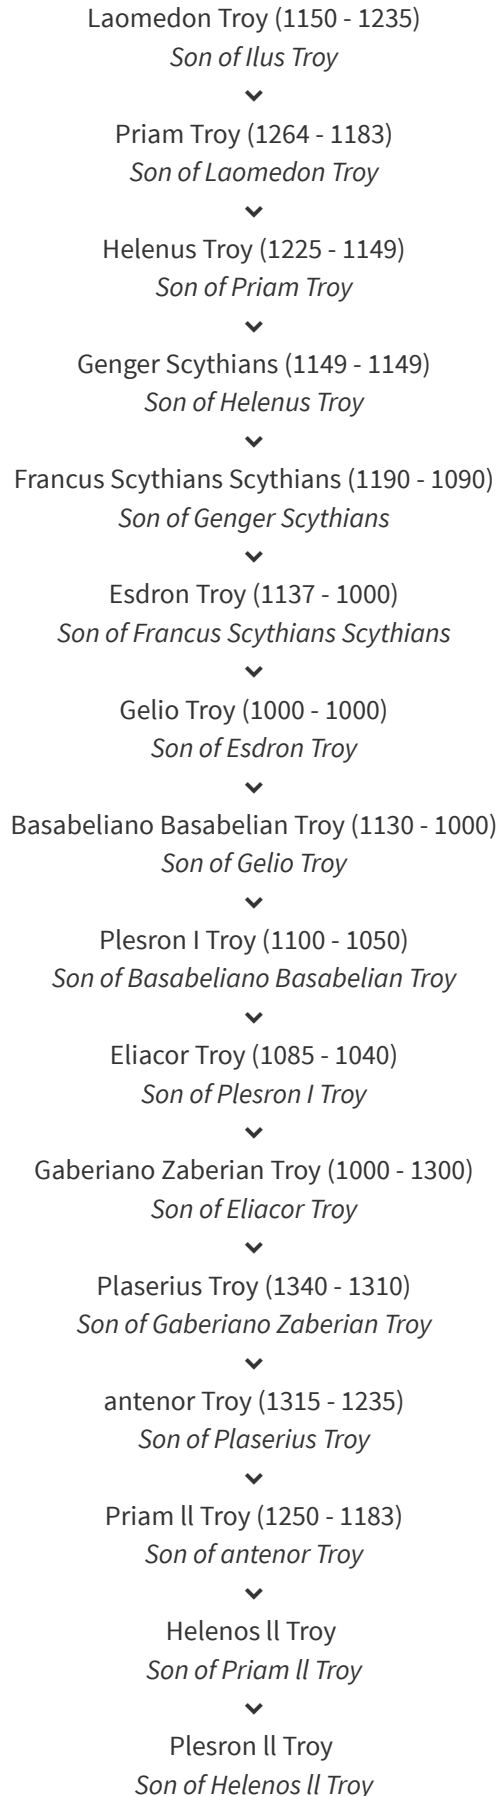 Laomedon Troy (1150 - 1235)
Son of Ilus Troy
Priam Troy (1264 - 1183)
Son of Laomedon Troy
Helenus Troy (1225 - 1149)
Son of Priam Troy
Genger Scythians (1149 - 1149)
Son of Helenus Troy
Francus Scythians Scythians (1190 - 1090)
Son of Genger Scythians
Esdron Troy (1137 - 1000)
Son of Francus Scythians Scythians
Gelio Troy (1000 - 1000)
Son of Esdron Troy
Basabeliano Basabelian Troy (1130 - 1000)
Son of Gelio Troy
Plesron I Troy (1100 - 1050)
Son of Basabeliano Basabelian Troy
Eliacor Troy (1085 - 1040)
Son of Plesron I Troy
Gaberiano Zaberian Troy (1000 - 1300)
Son of Eliacor Troy
Plaserius Troy (1340 - 1310)
Son of Gaberiano Zaberian Troy
antenor Troy (1315 - 1235)
Son of Plaserius Troy
Priam ll Troy (1250 - 1183)
Son of antenor Troy
Helenos ll Troy
Son of Priam ll Troy
Plesron ll Troy
Son of Helenos ll Troy